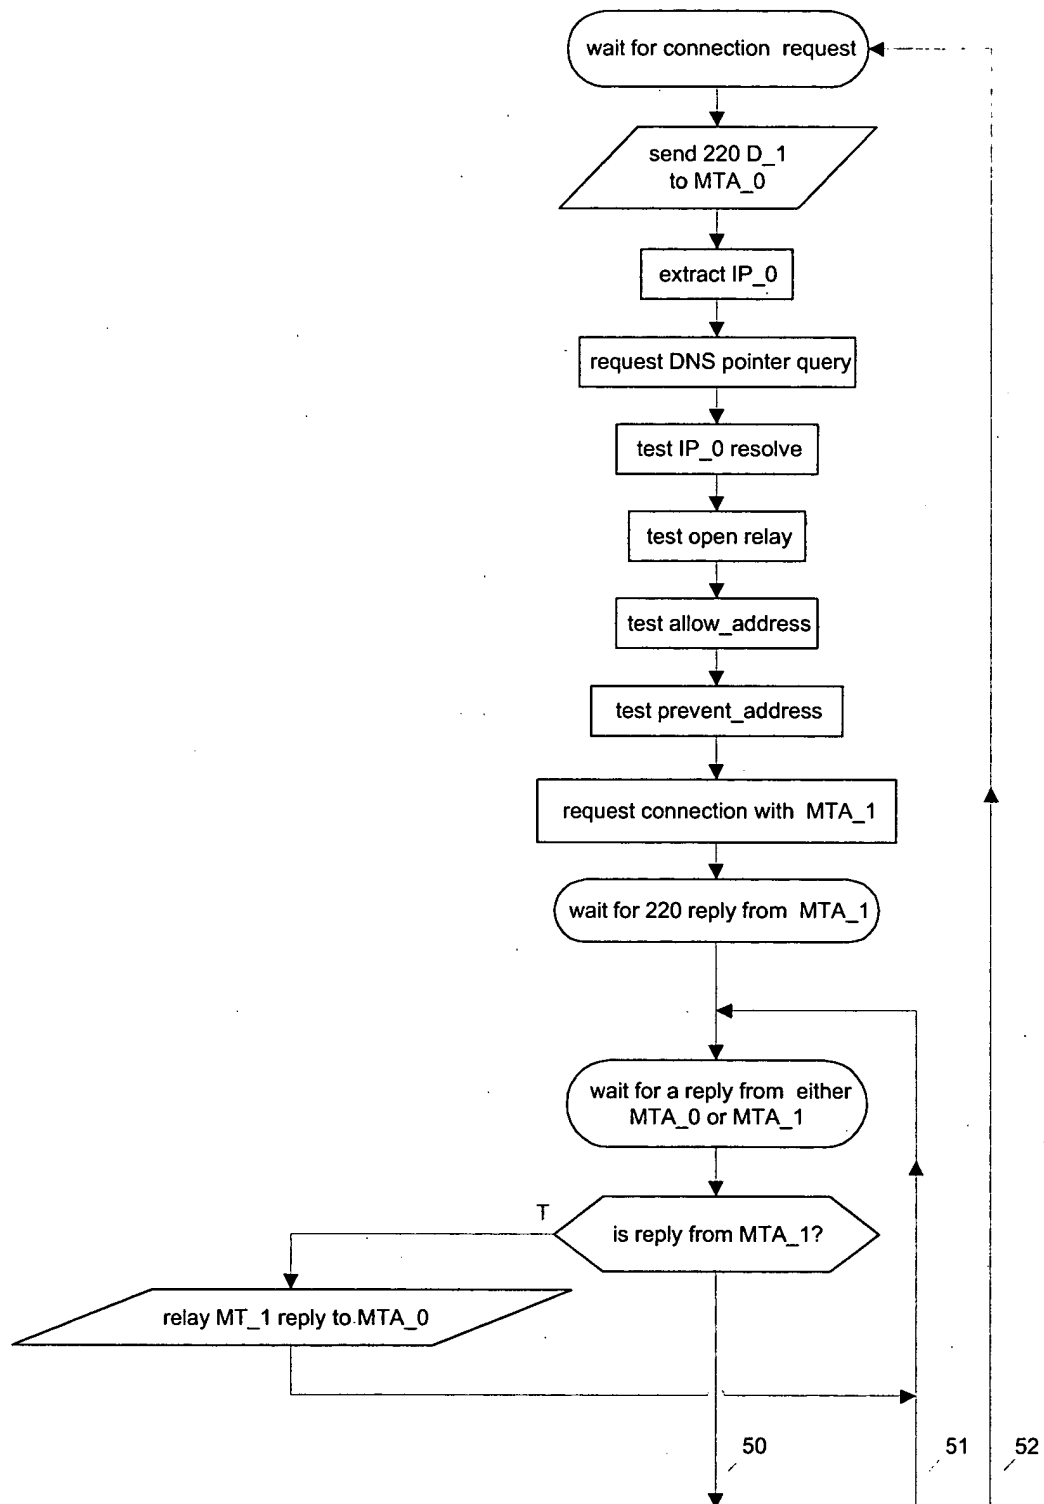 wait for connection request
send 220 D_1
to MTA_0
extract IP_0
request DNS pointer query
test IP_0 resolve
test open relay
test allow_address
test prevent_address
request connection with MTA_1
wait for 220 reply from MTA_1
wait for a reply from either
MTA_0 or MTA_1
T
is reply from MTA_1?
relay MT_1 reply to MTA_0
50
51
52